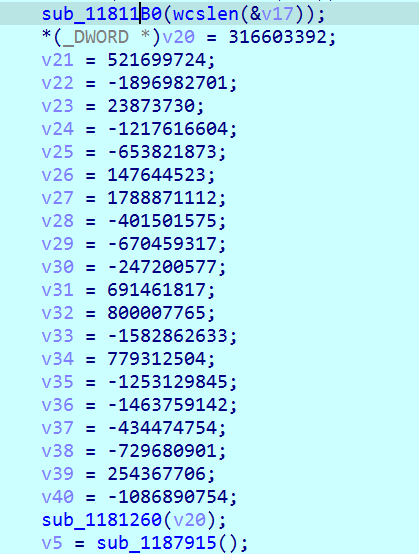 sub_11811B0(wcslen(&v17));
*(_DWORD *)v20 = 316603392;
v21 = 521699724;
v22 = -1896982701;
v23 = 23873730;
v24 = -1217616604;
v25 = -653821873;
v26 = 147644523;
v27 = 1788871112;
v28 = -401501575;
v29 = -670459317;
v30 = -247200577;
v31 = 691461817;
v32 = 800007765;
v33 = -1582862633;
v34 = 779312504;
v35 = -1253129845;
v36 = -1463759142;
v37 = -434474754;
v38 = -729680901;
v39 = 254367706;
v40 = -1086890754;
sub_1181260(v20);
v5 = sub_1187915();